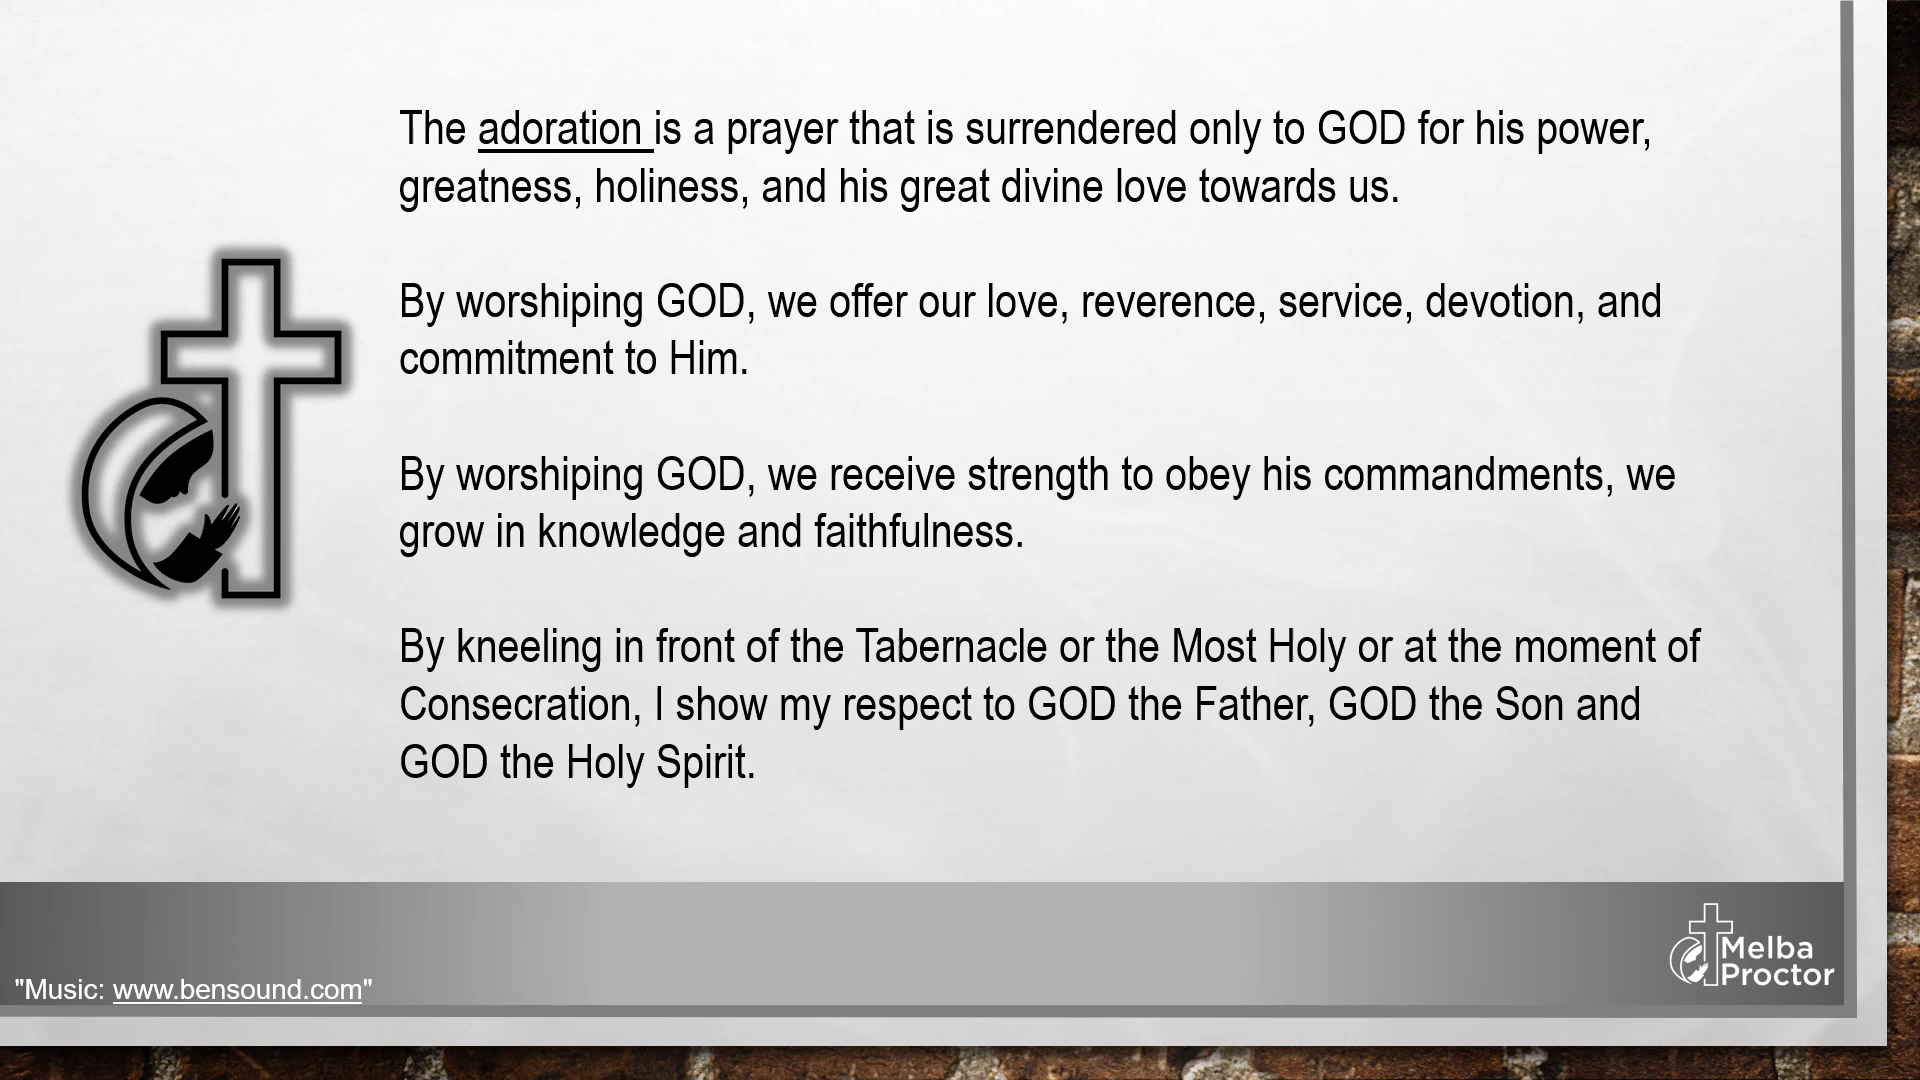 The adoration is a prayer that is surrendered only to GOD for his power,
greatness, holiness, and his great divine love towards us.
By worshiping GOD, we offer our love, reverence, service, devotion, and
commitment to Him.
By worshiping GOD, we receive strength to obey his commandments, we
grow in knowledge and faithfulness.
By kneeling in front of the Tabernacle or the Most Holy or at the moment of
Consecration, I show my respect to GOD the Father, GOD the Son and
GOD the Holy Spirit.
Melba
Proctor
"Music: www.bensound.com"